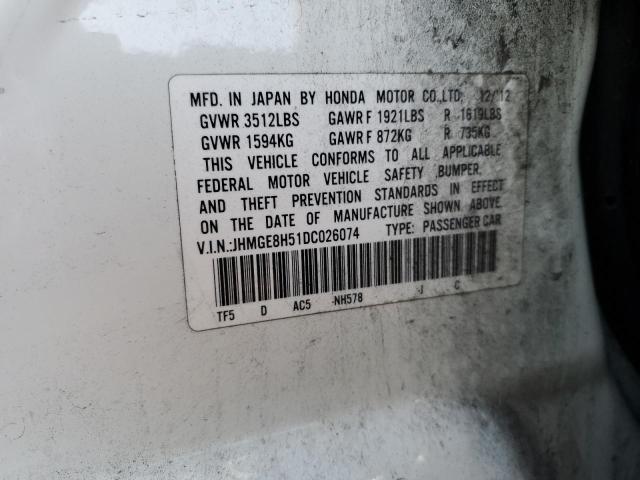 MFD. IN JAPAN BY HONDA MOTOR CO.,LTD. 12/12
GVWR 3512LBS GAWR F 1921LBS R 1619LBS
GVWR 1594KG GAWR F 872KG R 735KG
THIS VEHICLE CONFORMS TO ALL APPLICABLE
FEDERAL MOTOR VEHICLE SAFETY ,BUMPER,
AND THEFT PREVENTION STANDARDS IN EFFECT
ON THE DATE OF MANUFACTURE SHOWN ABOVE.
V.I.N.:JHMGE8H51DC026074 TYPE: PASSENGER CAR
TF5 D AC5 -NH578 -J C